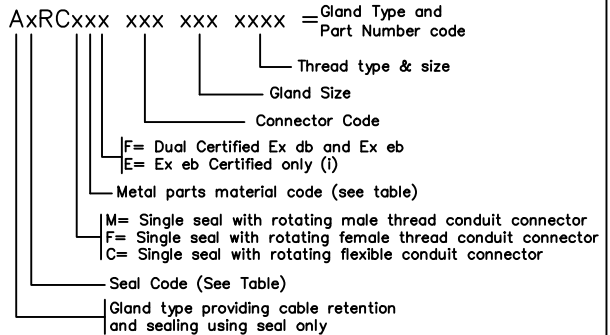 AxRCxxx xxx xxx xxxx =Gland Type and
Part Number code
Thread type & size
Gland Size
Connector Code
F= Dual Certified Ex db and Ex eb
E= Ex eb Certified only (i)
Metal parts material code (see table)
M= Single seal with rotating male thread conduit connector
F= Single seal with rotating female thread conduit connector
C= Single seal with rotating flexible conduit connector
Seal Code (See Table)
Gland type providing cable retention
and sealing using seal only